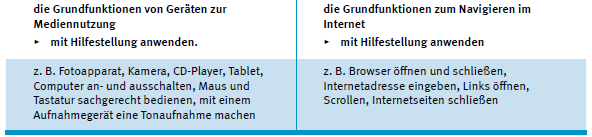 die Grundfunktionen von Geräten zur
Mediennutzung
► mit Hilfestellung anwenden.
z. B. Fotoapparat, Kamera, CD-Player, Tablet,
Computer an- und ausschalten, Maus und
Tastatur sachgerecht bedienen, mit einem
Aufnahmegerät eine Tonaufnahme machen
die Grundfunktionen zum Navigieren im
Internet
► mit Hilfestellung anwenden
z. B. Browser öffnen und schließen,
Internetadresse eingeben, Links öffnen,
Scrollen, Internetseiten schließen